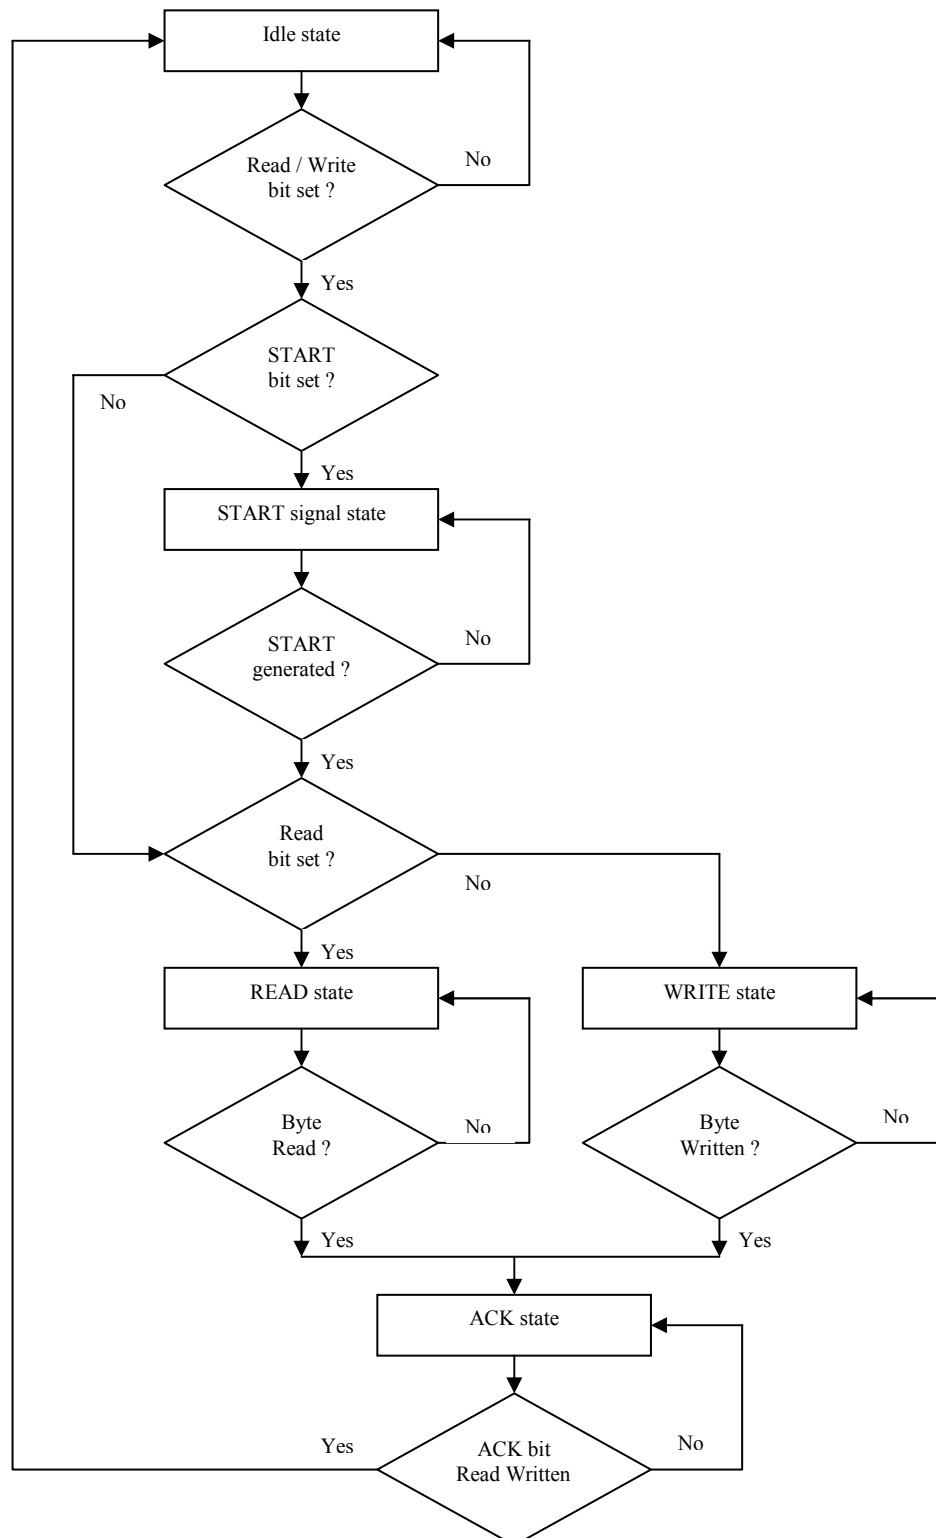 Idle state
Read / Write
bit set ?
No
Yes
START
bit set ?
No
Yes
START signal state
START
generated ?
No
Yes
Read
bit set ?
No
Yes
READ state
WRITE state
Byte
Read ?
No
Byte
Written ?
No
Yes
Yes
ACK state
Yes
ACK bit
Read Written
No